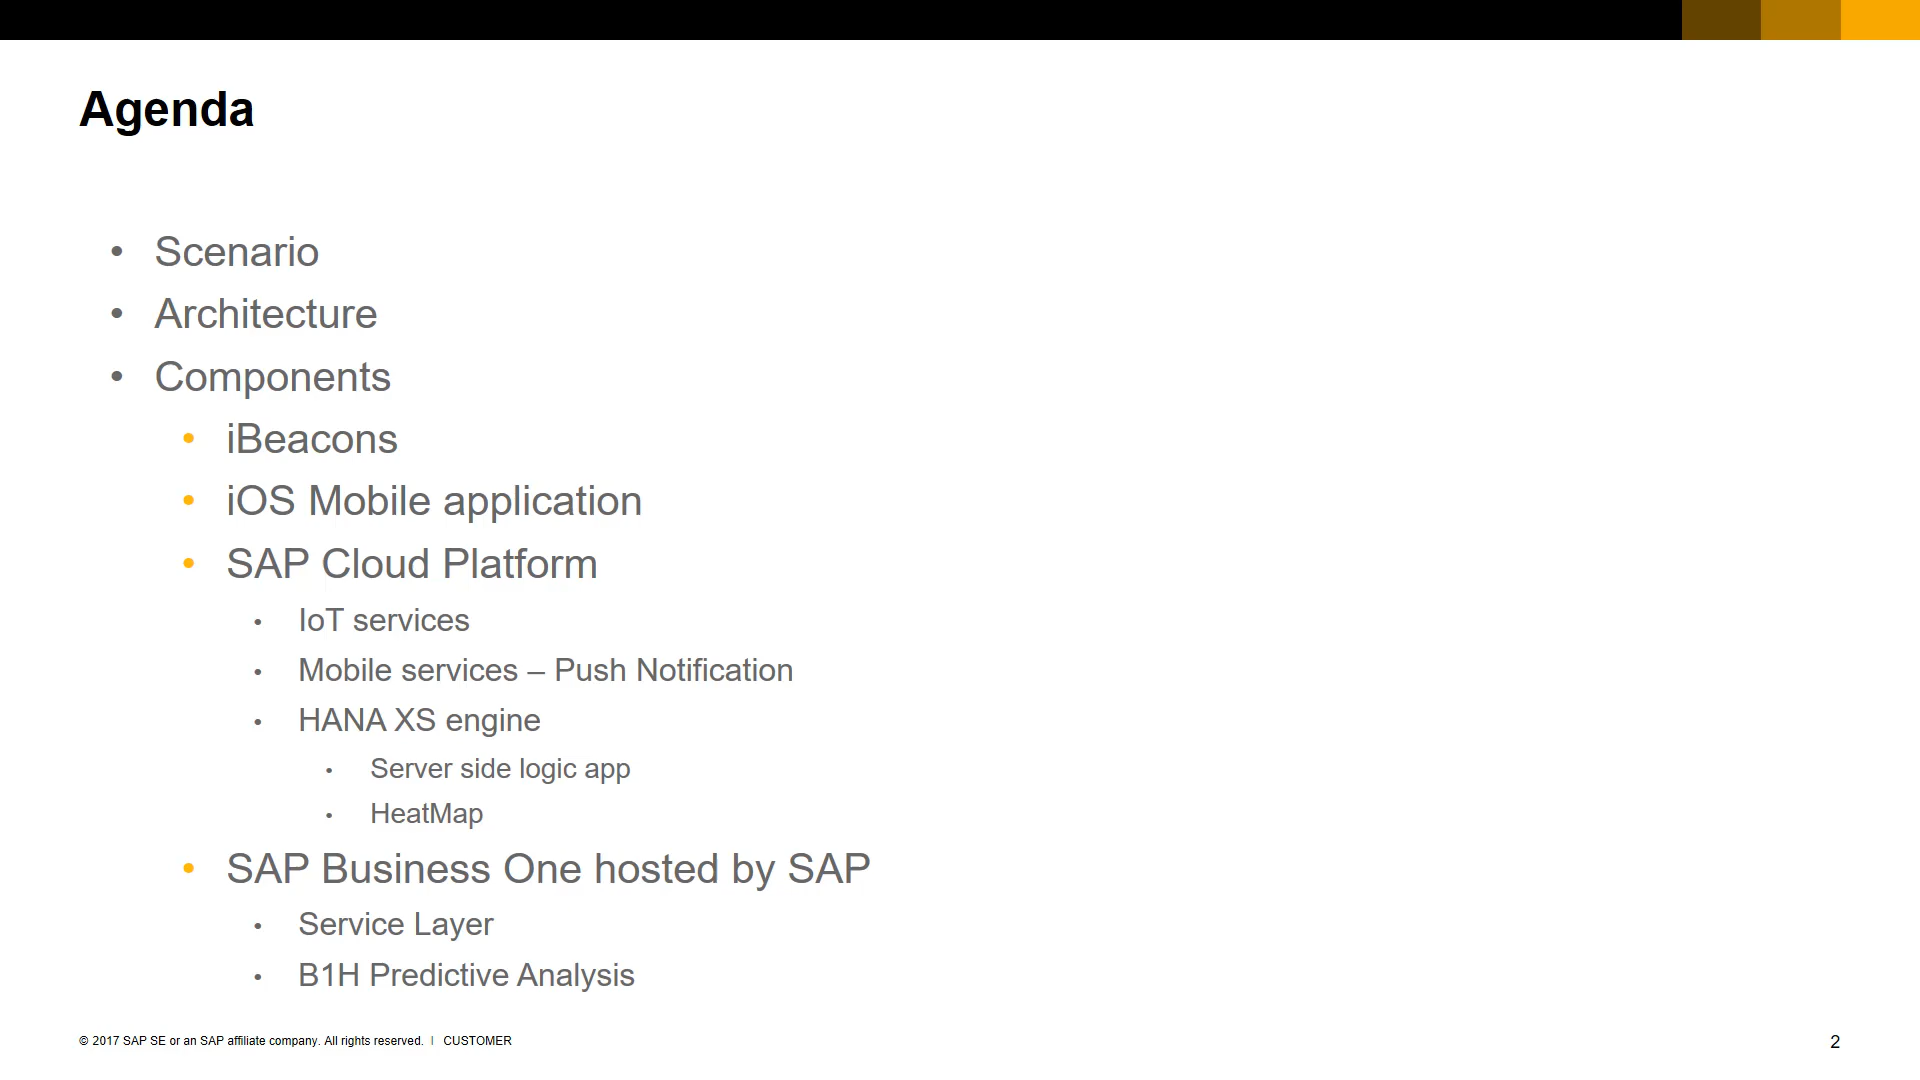 Agenda
• Scenario
• Architecture
• Components
• iBeacons
• iOS Mobile application
• SAP Cloud Platform
• IoT services
• Mobile services – Push Notification
• HANA XS engine
• Server side logic app
• HeatMap
• SAP Business One hosted by SAP
• Service Layer
• B1H Predictive Analysis
© 2017 SAP SE or an SAP affiliate company. All rights reserved. | CUSTOMER
2